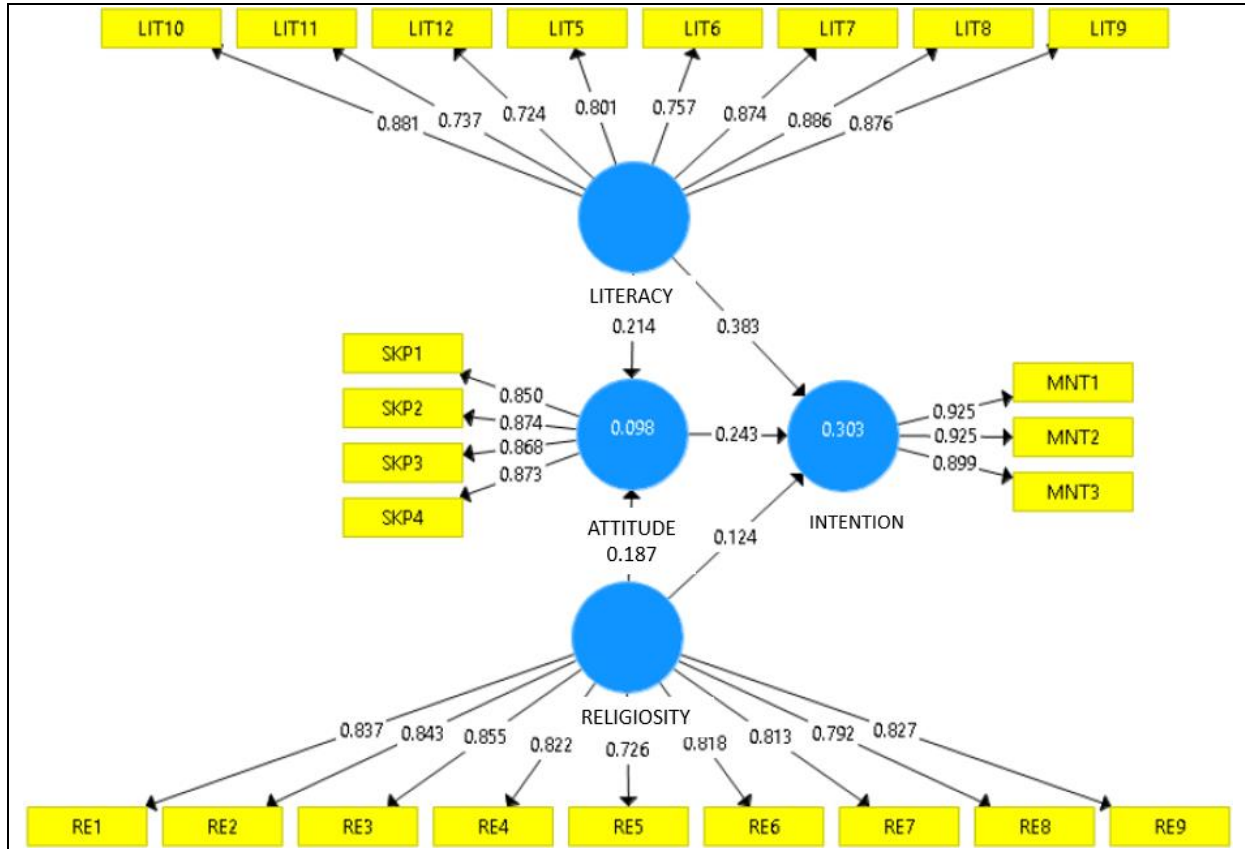 LIT10 LIT11 LIT12 LIT5 LIT6 LIT7 LIT8 LIT9
0.881 0.737 0.724 0.801 0.757 0.874 0.886 0.876
LITERACY
0.214 0.383
SKP1
SKP2
SKP3
SKP4
0.850
0.874
0.868
0.873
0.098
0.243
0.303
0.925
0.925
0.899
MNT1
MNT2
MNT3
ATTITUDE
0.187
0.124
INTENTION
RELIGIOSITY
0.837 0.843 0.855 0.822 0.726 0.818 0.813 0.792 0.827
RE1 RE2 RE3 RE4 RE5 RE6 RE7 RE8 RE9